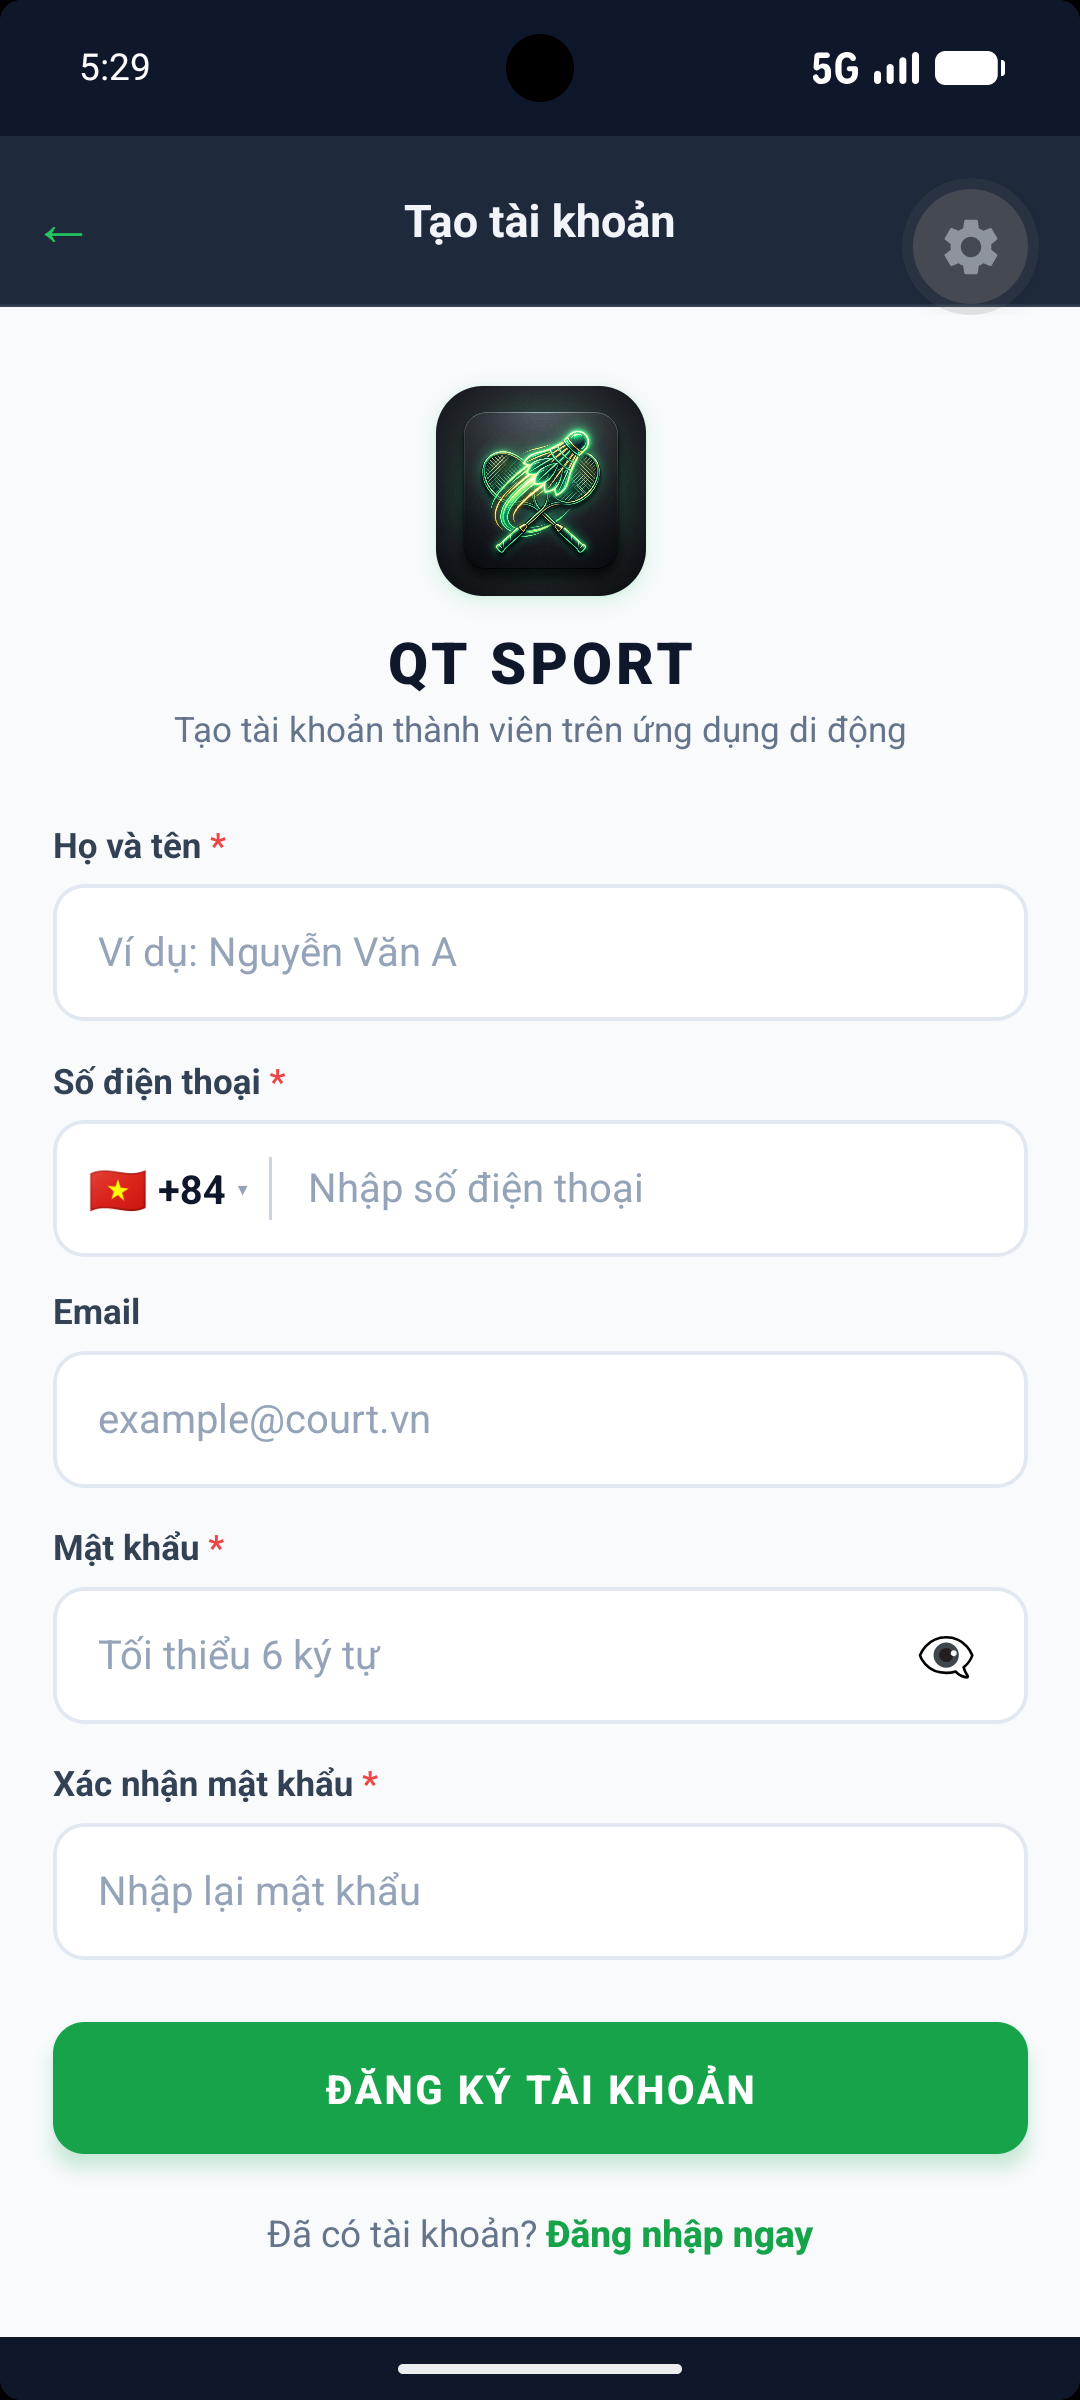 5:29
5G
← Tạo tài khoản
QT SPORT
Tạo tài khoản thành viên trên ứng dụng di động
Họ và tên *
Ví dụ: Nguyễn Văn A
Số điện thoại *
+84 ▾ Nhập số điện thoại
Email
example@court.vn
Mật khẩu *
Tối thiểu 6 ký tự
Xác nhận mật khẩu *
Nhập lại mật khẩu
ĐĂNG KÝ TÀI KHOẢN
Đã có tài khoản? Đăng nhập ngay